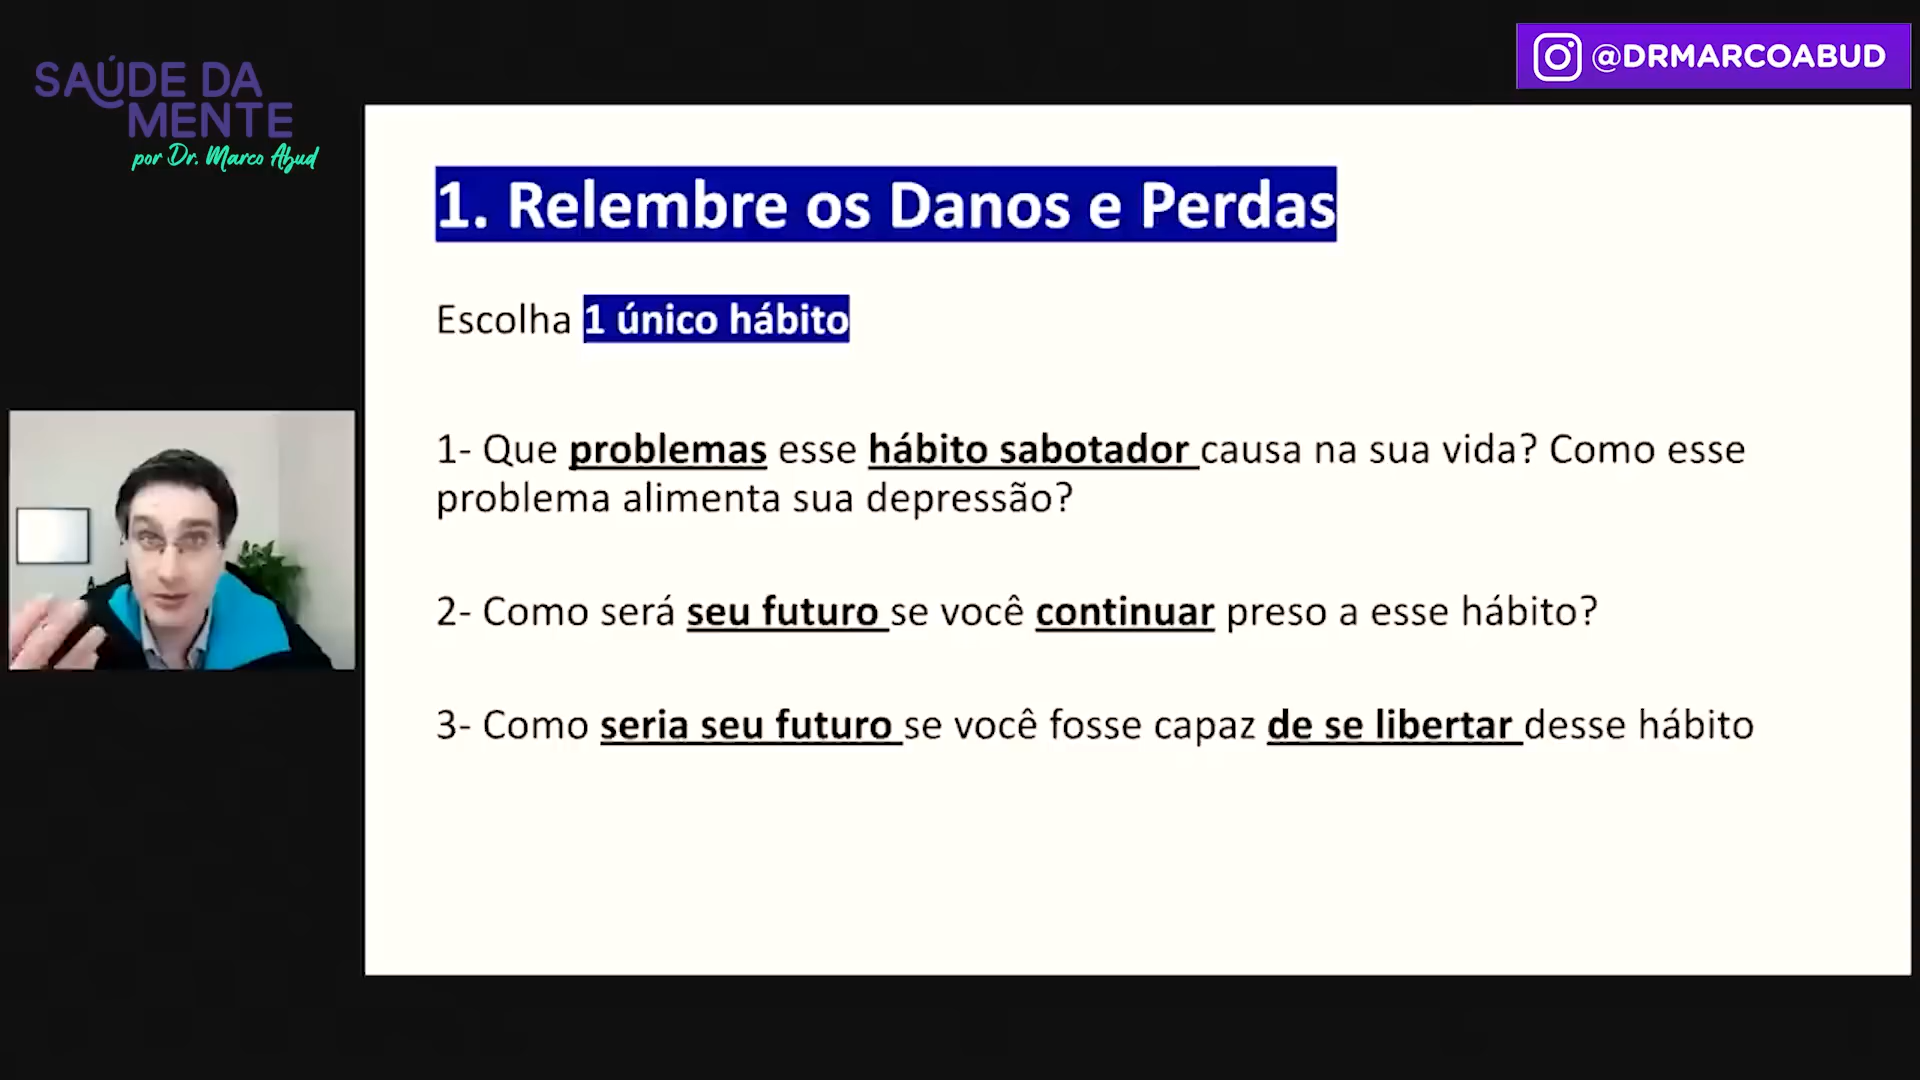 SAÚDE DA
MENTE
por Dr. Marco Abud
@DRMARCOABUD
1. Relembre os Danos e Perdas
Escolha 1 único hábito
1- Que problemas esse hábito sabotador causa na sua vida? Como esse
problema alimenta sua depressão?
2- Como será seu futuro se você continuar preso a esse hábito?
3- Como seria seu futuro se você fosse capaz de se libertar desse hábito